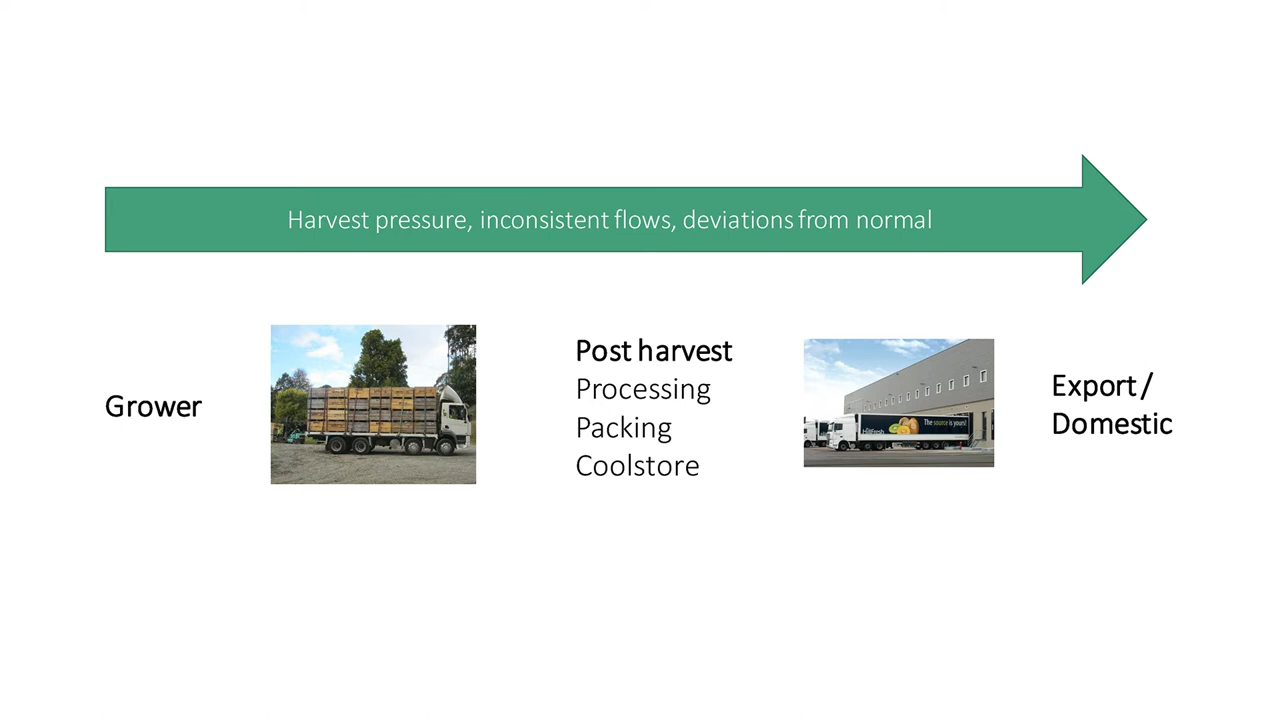 Harvest pressure, inconsistent flows, deviations from normal
Grower
Post harvest
Processing
Packing
Coolstore
HillFresh
The source is yours!
Export /
Domestic